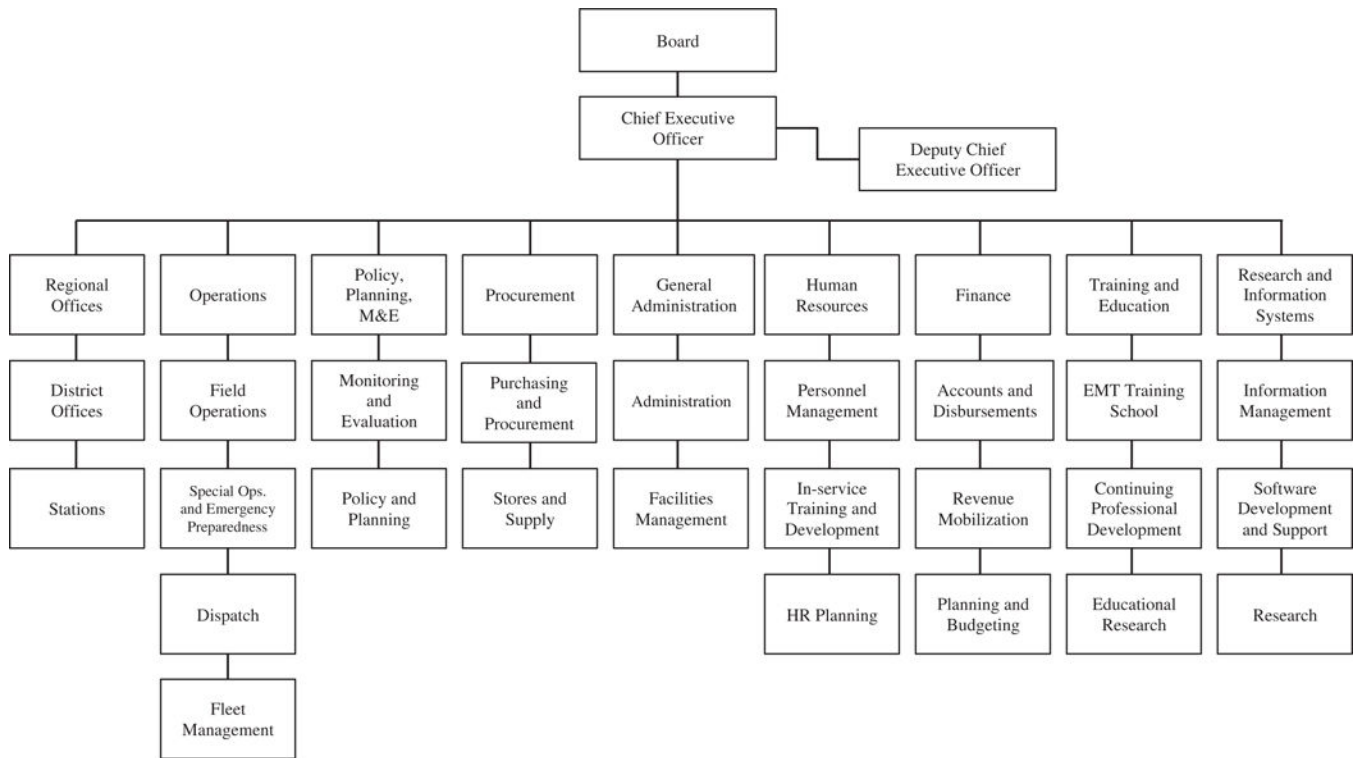 Board
Chief Executive
Officer
Deputy Chief
Executive Officer
Regional
Offices
Operations
Policy,
Planning,
M&E
Procurement
General
Administration
Human
Resources
Finance
Training and
Education
Research and
Information
Systems
District
Offices
Field
Operations
Monitoring
and
Evaluation
Purchasing
and
Procurement
Administration
Personnel
Management
Accounts and
Disbursements
EMT Training
School
Information
Management
Stations
Special Ops.
and Emergency
Preparedness
Policy and
Planning
Stores and
Supply
Facilities
Management
In-service
Training and
Development
Revenue
Mobilization
Continuing
Professional
Development
Software
Development
and Support
Dispatch
HR Planning
Planning and
Budgeting
Educational
Research
Research
Fleet
Management